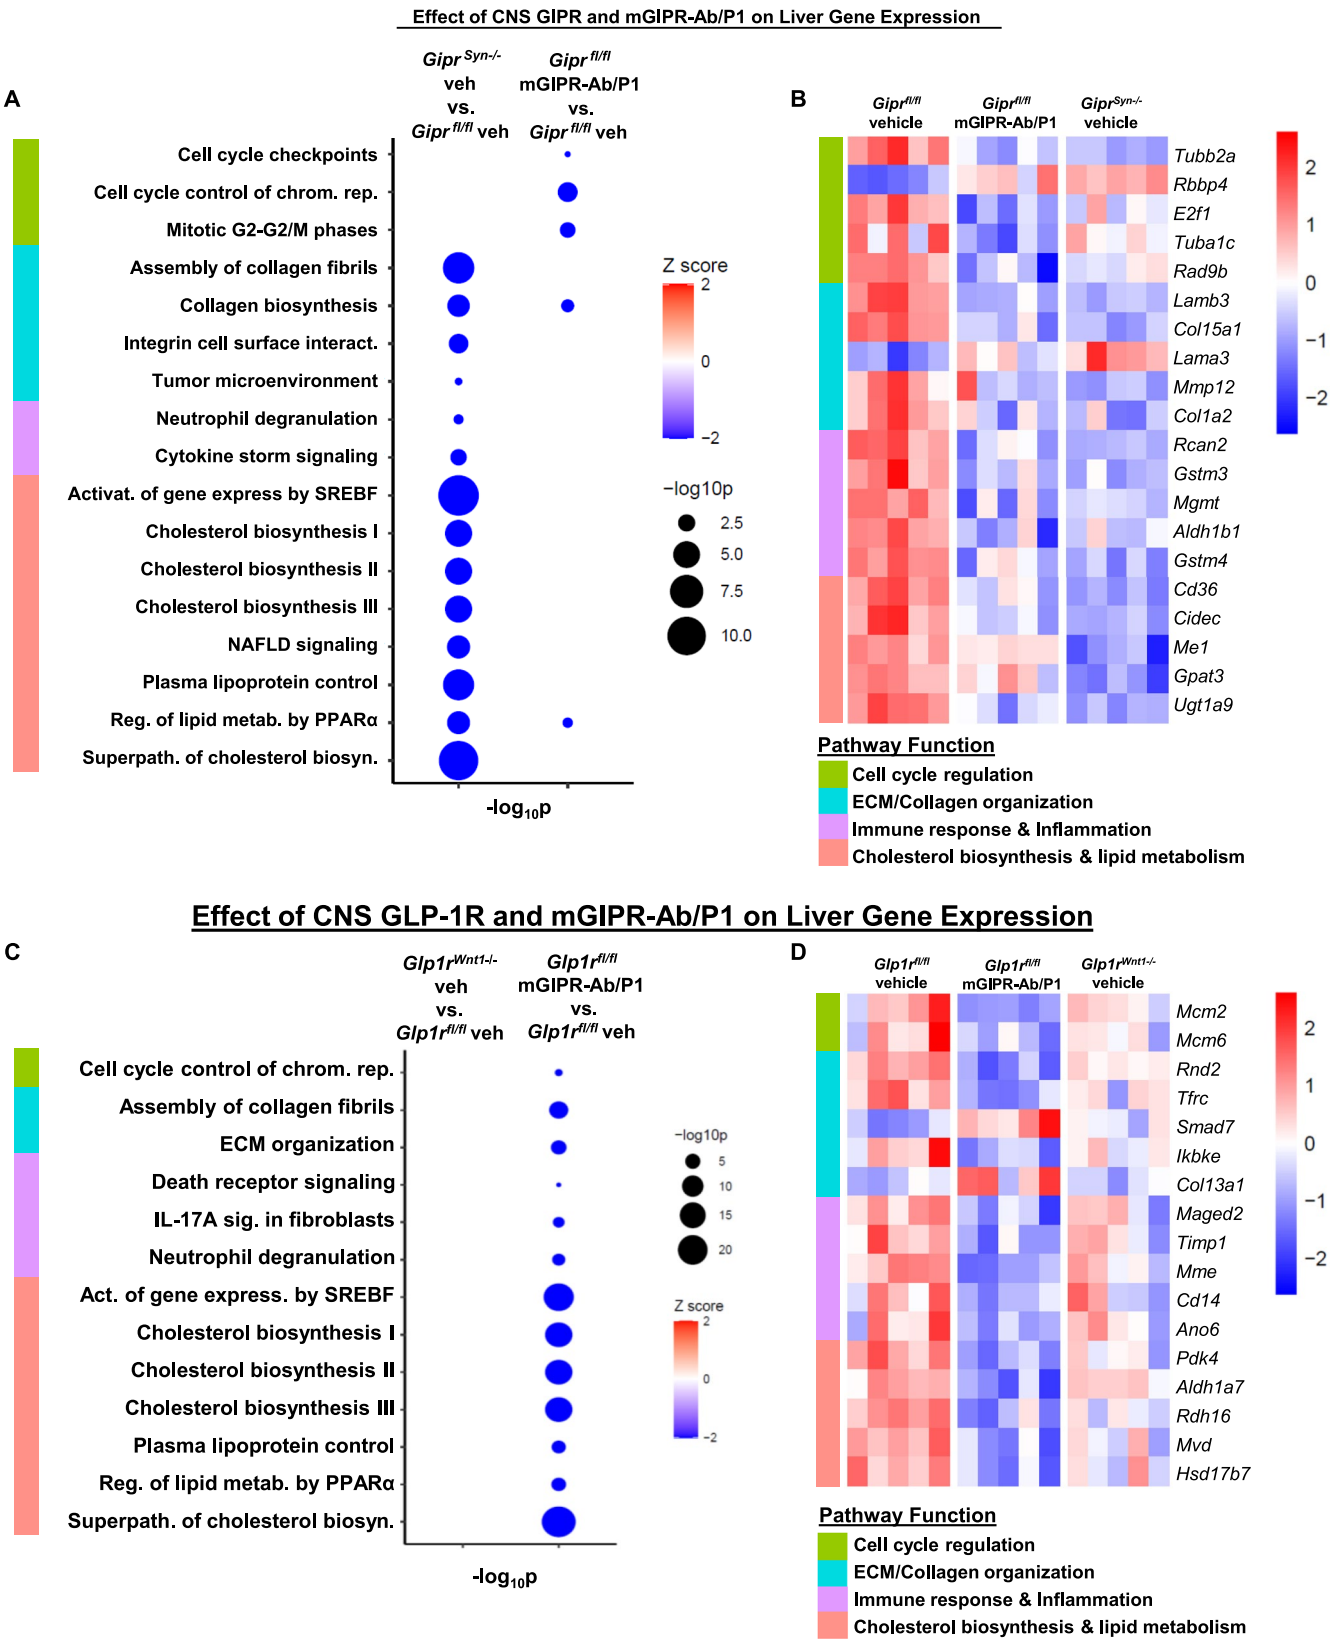 Effect of CNS GIPR and mGIPR-Ab/P1 on Liver Gene Expression
A
Gipr Syn-/-
veh
vs.
Gipr fl/fl veh
Gipr fl/fl
mGIPR-Ab/P1
vs.
Gipr fl/fl veh
Cell cycle checkpoints
Cell cycle control of chrom. rep.
Mitotic G2-G2/M phases
Assembly of collagen fibrils
Collagen biosynthesis
Integrin cell surface interact.
Tumor microenvironment
Neutrophil degranulation
Cytokine storm signaling
Activat. of gene express by SREBF
Cholesterol biosynthesis I
Cholesterol biosynthesis II
Cholesterol biosynthesis III
NAFLD signaling
Plasma lipoprotein control
Reg. of lipid metab. by PPARα
Superpath. of cholesterol biosyn.
-log10p
Z score
2
0
−2
−log10p
2.5
5.0
7.5
10.0
B
Gipr fl/fl
vehicle
Gipr fl/fl
mGIPR-Ab/P1
Gipr Syn-/-
vehicle
Tubb2a
Rbbp4
E2f1
Tuba1c
Rad9b
Lamb3
Col15a1
Lama3
Mmp12
Col1a2
Rcan2
Gstm3
Mgmt
Aldh1b1
Gstm4
Cd36
Cidec
Me1
Gpat3
Ugt1a9
2
1
0
−1
−2
Pathway Function
Cell cycle regulation
ECM/Collagen organization
Immune response & Inflammation
Cholesterol biosynthesis & lipid metabolism
Effect of CNS GLP-1R and mGIPR-Ab/P1 on Liver Gene Expression
C
Glp1r Wnt1-/-
veh
vs.
Glp1r fl/fl veh
Glp1r fl/fl
mGIPR-Ab/P1
vs.
Glp1r fl/fl veh
Cell cycle control of chrom. rep.
Assembly of collagen fibrils
ECM organization
Death receptor signaling
IL-17A sig. in fibroblasts
Neutrophil degranulation
Act. of gene express. by SREBF
Cholesterol biosynthesis I
Cholesterol biosynthesis II
Cholesterol biosynthesis III
Plasma lipoprotein control
Reg. of lipid metab. by PPARα
Superpath. of cholesterol biosyn.
-log10p
−log10p
5
10
15
20
Z score
2
0
−2
D
Glp1r fl/fl
vehicle
Glp1r fl/fl
mGIPR-Ab/P1
Glp1r Wnt1-/-
vehicle
Mcm2
Mcm6
Rnd2
Tfrc
Smad7
Ikbke
Col13a1
Maged2
Timp1
Mme
Cd14
Ano6
Pdk4
Aldh1a7
Rdh16
Mvd
Hsd17b7
2
1
0
−1
−2
Pathway Function
Cell cycle regulation
ECM/Collagen organization
Immune response & Inflammation
Cholesterol biosynthesis & lipid metabolism